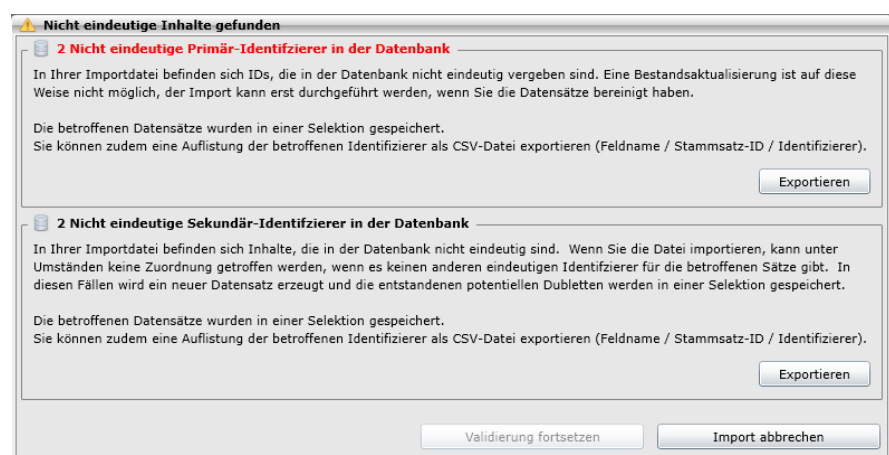 Nicht eindeutige Inhalte gefunden
2 Nicht eindeutige Primär-Identifzierer in der Datenbank
In Ihrer Importdatei befinden sich IDs, die in der Datenbank nicht eindeutig vergeben sind. Eine Bestandsaktualisierung ist auf diese
Weise nicht möglich, der Import kann erst durchgeführt werden, wenn Sie die Datensätze bereinigt haben.
Die betroffenen Datensätze wurden in einer Selektion gespeichert.
Sie können zudem eine Auflistung der betroffenen Identifizierer als CSV-Datei exportieren (Feldname / Stammsatz-ID / Identifizierer).
Exportieren
2 Nicht eindeutige Sekundär-Identifzierer in der Datenbank
In Ihrer Importdatei befinden sich Inhalte, die in der Datenbank nicht eindeutig sind. Wenn Sie die Datei importieren, kann unter
Umständen keine Zuordnung getroffen werden, wenn es keinen anderen eindeutigen Identifzierer für die betroffenen Sätze gibt. In
diesen Fällen wird ein neuer Datensatz erzeugt und die entstandenen potentiellen Dubletten werden in einer Selektion gespeichert.
Die betroffenen Datensätze wurden in einer Selektion gespeichert.
Sie können zudem eine Auflistung der betroffenen Identifizierer als CSV-Datei exportieren (Feldname / Stammsatz-ID / Identifizierer).
Exportieren
Validierung fortsetzen
Import abbrechen